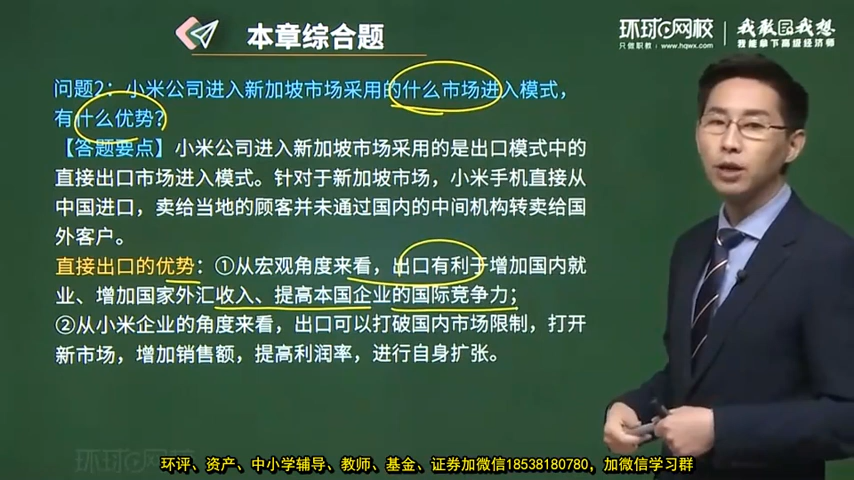 本章综合题
环球网校
只做职教：www.hqwx.com
我敢我想
我能拿下高级经济师
问题2：小米公司进入新加坡市场采用的什么市场进入模式，
有什么优势？
【答题要点】小米公司进入新加坡市场采用的是出口模式中的
直接出口市场进入模式。针对于新加坡市场，小米手机直接从
中国进口，卖给当地的顾客并未通过国内的中间机构转卖给国
外客户。
直接出口的优势：①从宏观角度来看，出口有利于增加国内就
业、增加国家外汇收入、提高本国企业的国际竞争力；
②从小米企业的角度来看，出口可以打破国内市场限制，打开
新市场，增加销售额，提高利润率，进行自身扩张。
环球网校
环评、资产、中小学辅导、教师、基金、证券加微信18538180780，加微信学习群